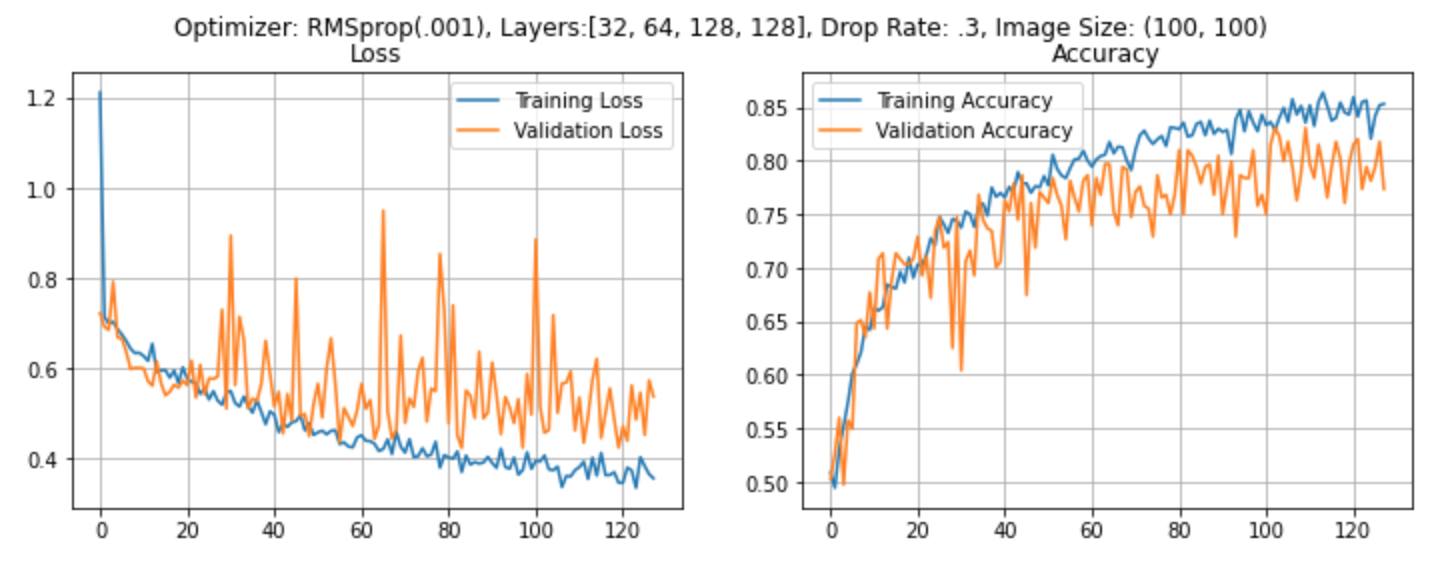 Optimizer: RMSprop(.001), Layers:[32, 64, 128, 128], Drop Rate: .3, Image Size: (100, 100)
Loss
1.2
1.0
0.8
0.6
0.4
0 20 40 60 80 100 120
Training Loss
Validation Loss
Accuracy
0.85
0.80
0.75
0.70
0.65
0.60
0.55
0.50
0 20 40 60 80 100 120
Training Accuracy
Validation Accuracy